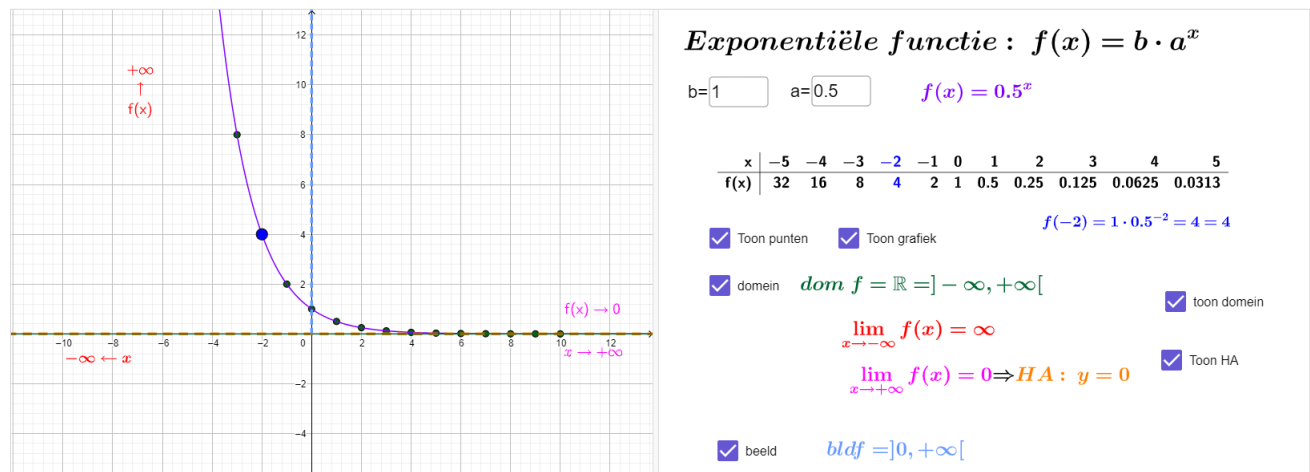 Exponentiële functie : f(x) = b · a^x
b= 1 a= 0.5 f(x) = 0.5^x
x −5 −4 −3 −2 −1 0 1 2 3 4 5
f(x) 32 16 8 4 2 1 0.5 0.25 0.125 0.0625 0.0313
f(−2) = 1 · 0.5^−2 = 4 = 4
Toon punten Toon grafiek
domein dom f = ℝ =] − ∞, +∞[
toon domein
lim x→−∞ f(x) = ∞
lim x→+∞ f(x) = 0⇒HA : y = 0
Toon HA
beeld bldf =]0, +∞[
+∞
↑
f(x)
12
10
8
6
4
2
f(x) → 0
−10 −8 −6 −4 −2 0 2 4 6 8 10 12
−∞ ← x
x → +∞
−2
−4